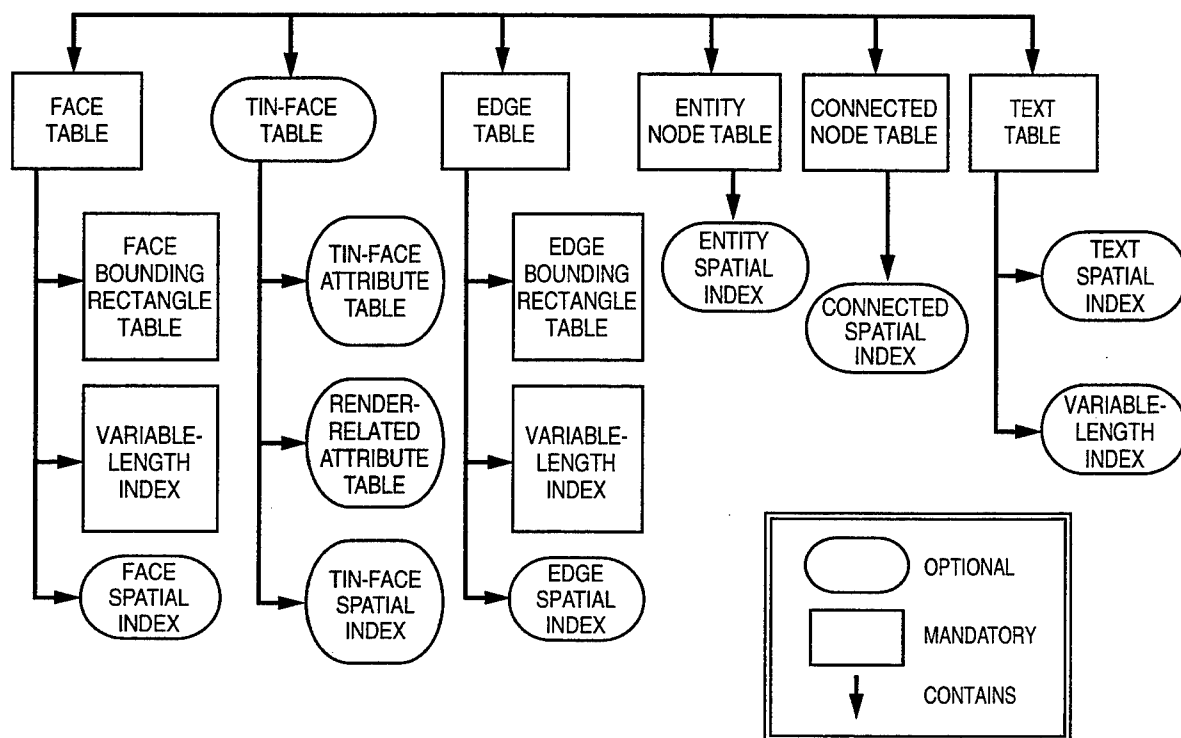 FACE
TABLE
TIN-FACE
TABLE
EDGE
TABLE
ENTITY
NODE TABLE
CONNECTED
NODE TABLE
TEXT
TABLE
FACE
BOUNDING
RECTANGLE
TABLE
TIN-FACE
ATTRIBUTE
TABLE
EDGE
BOUNDING
RECTANGLE
TABLE
ENTITY
SPATIAL
INDEX
CONNECTED
SPATIAL
INDEX
TEXT
SPATIAL
INDEX
VARIABLE-
LENGTH
INDEX
RENDER-
RELATED
ATTRIBUTE
TABLE
VARIABLE-
LENGTH
INDEX
VARIABLE-
LENGTH
INDEX
FACE
SPATIAL
INDEX
TIN-FACE
SPATIAL
INDEX
EDGE
SPATIAL
INDEX
OPTIONAL
MANDATORY
CONTAINS